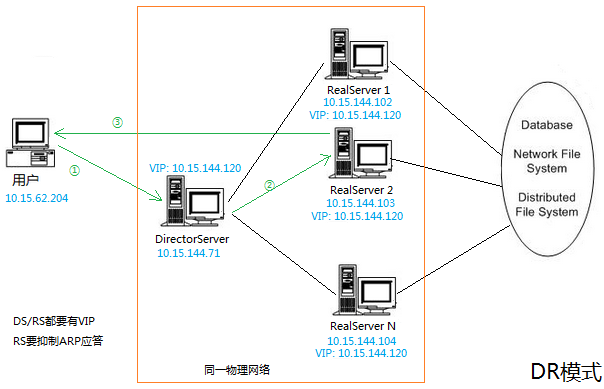 RealServer 1
10.15.144.102
VIP: 10.15.144.120
③
①
用户
10.15.62.204
VIP: 10.15.144.120
②
DirectorServer
10.15.144.71
RealServer 2
10.15.144.103
VIP: 10.15.144.120
Database
Network File
System
Distributed
File System
DS/RS都要有VIP
RS要抑制ARP应答
RealServer N
10.15.144.104
VIP: 10.15.144.120
同一物理网络
DR模式